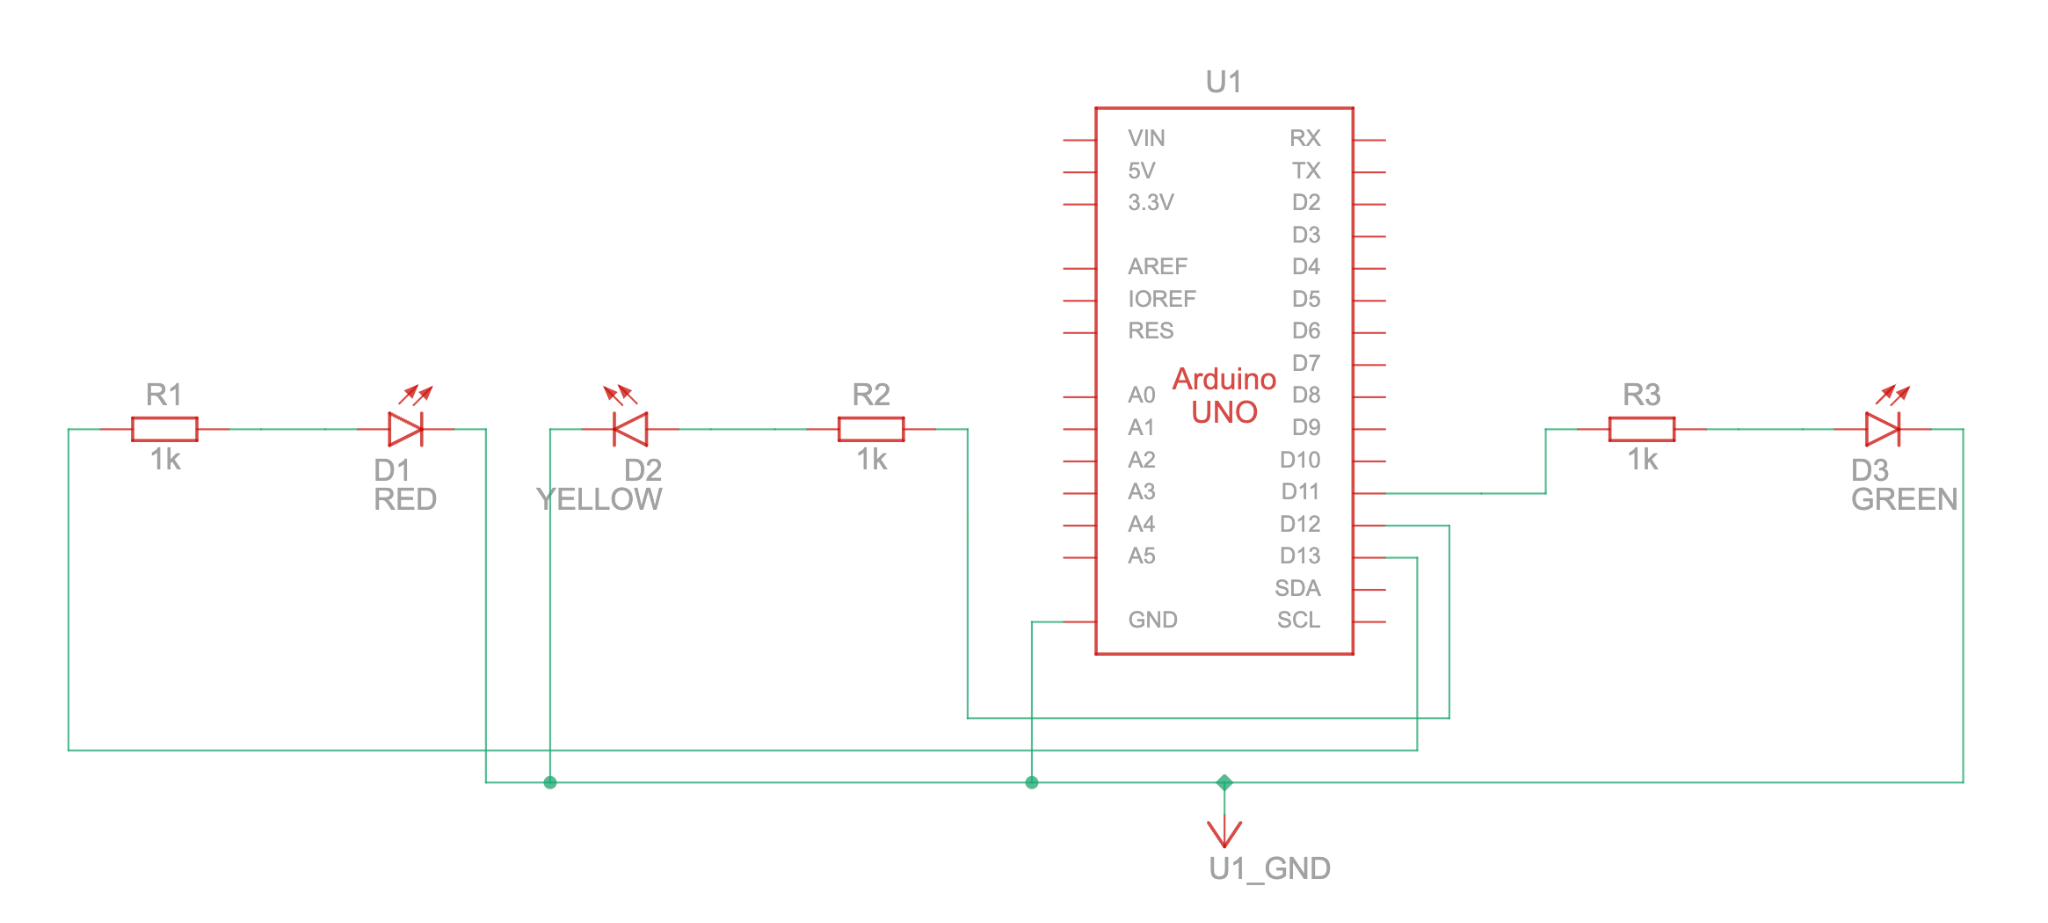 U1
VIN RX
5V TX
3.3V D2
D3
AREF D4
IOREF D5
RES D6
D7
Arduino
UNO
A0 D8
A1 D9
A2 D10
A3 D11
A4 D12
A5 D13
SDA
GND SCL
R1
1k
D1
RED
D2
YELLOW
R2
1k
R3
1k
D3
GREEN
U1_GND